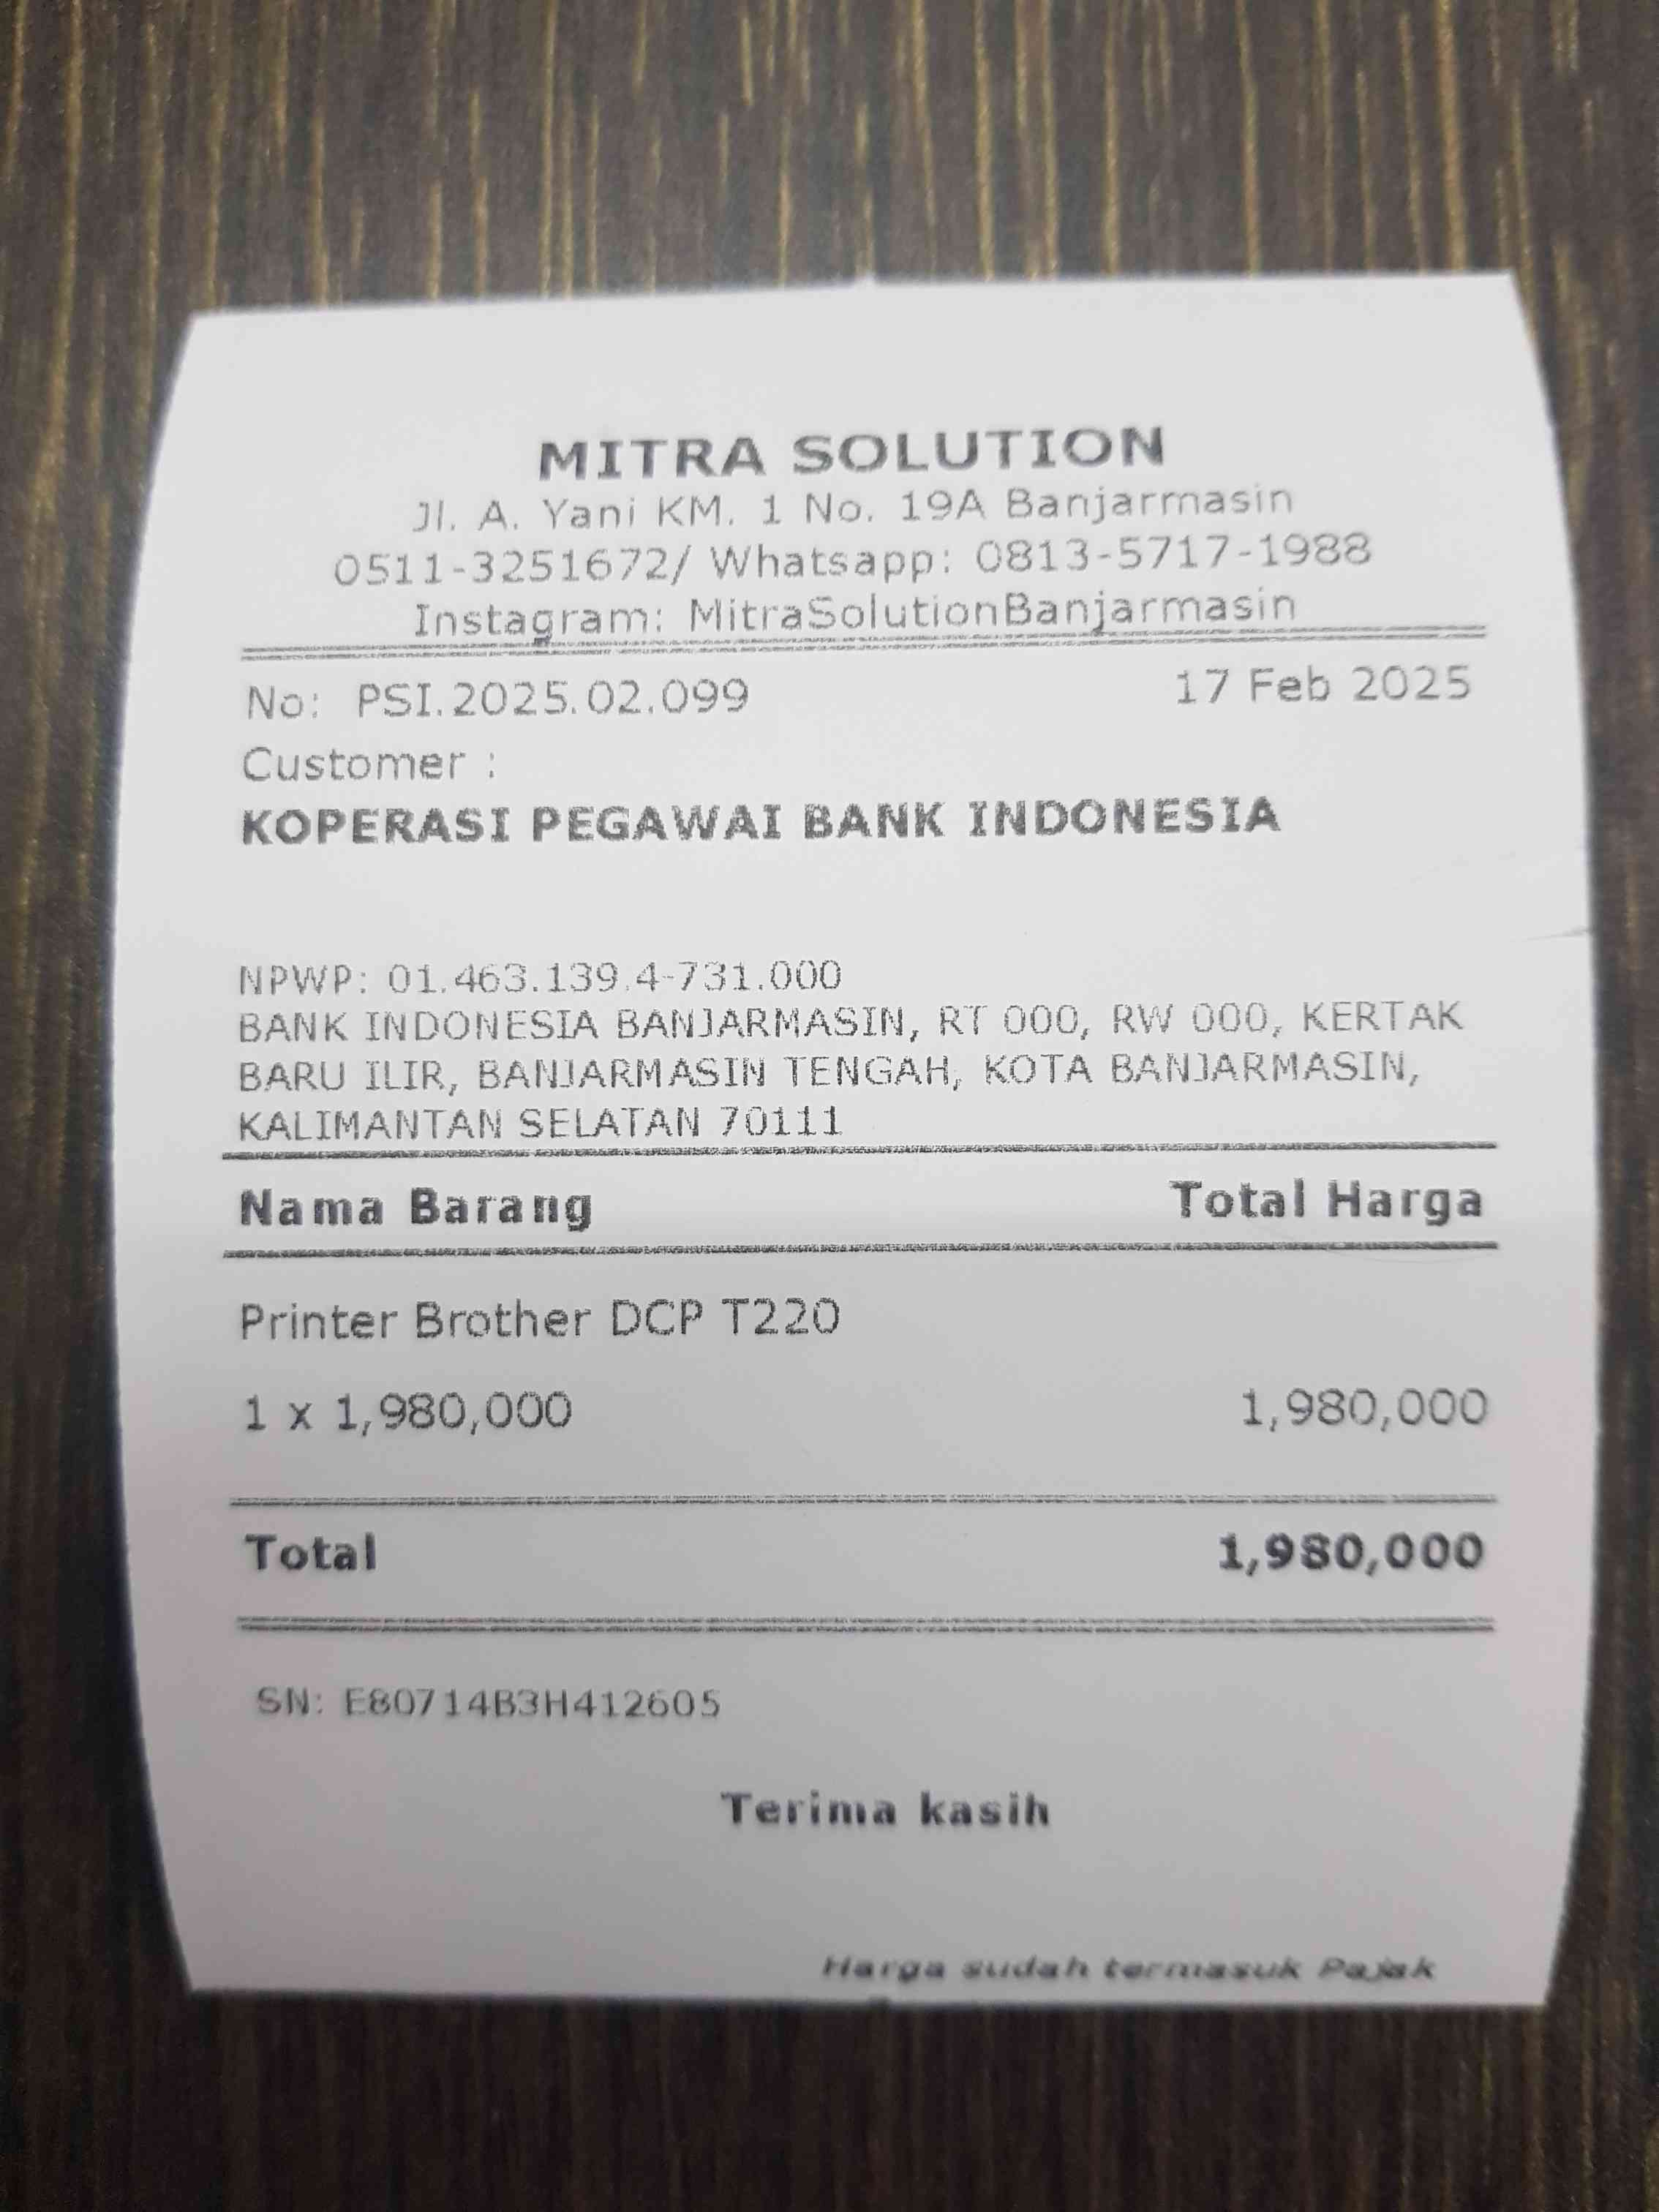 MITRA SOLUTION
Jl. A. Yani KM. 1 No. 19A Banjarmasin
0511-3251672/ Whatsapp: 0813-5717-1988
Instagram: MitraSolutionBanjarmasin
No: PSI.2025.02.099 17 Feb 2025
Customer :
KOPERASI PEGAWAI BANK INDONESIA
NPWP: 01.463.139.4-731.000
BANK INDONESIA BANJARMASIN, RT 000, RW 000, KERTAK
BARU ILIR, BANJARMASIN TENGAH, KOTA BANJARMASIN,
KALIMANTAN SELATAN 70111
Nama Barang Total Harga
Printer Brother DCP T220
1 x 1,980,000 1,980,000
Total 1,980,000
SN: E80714B3H412605
Terima kasih
Harga sudah termasuk Pajak